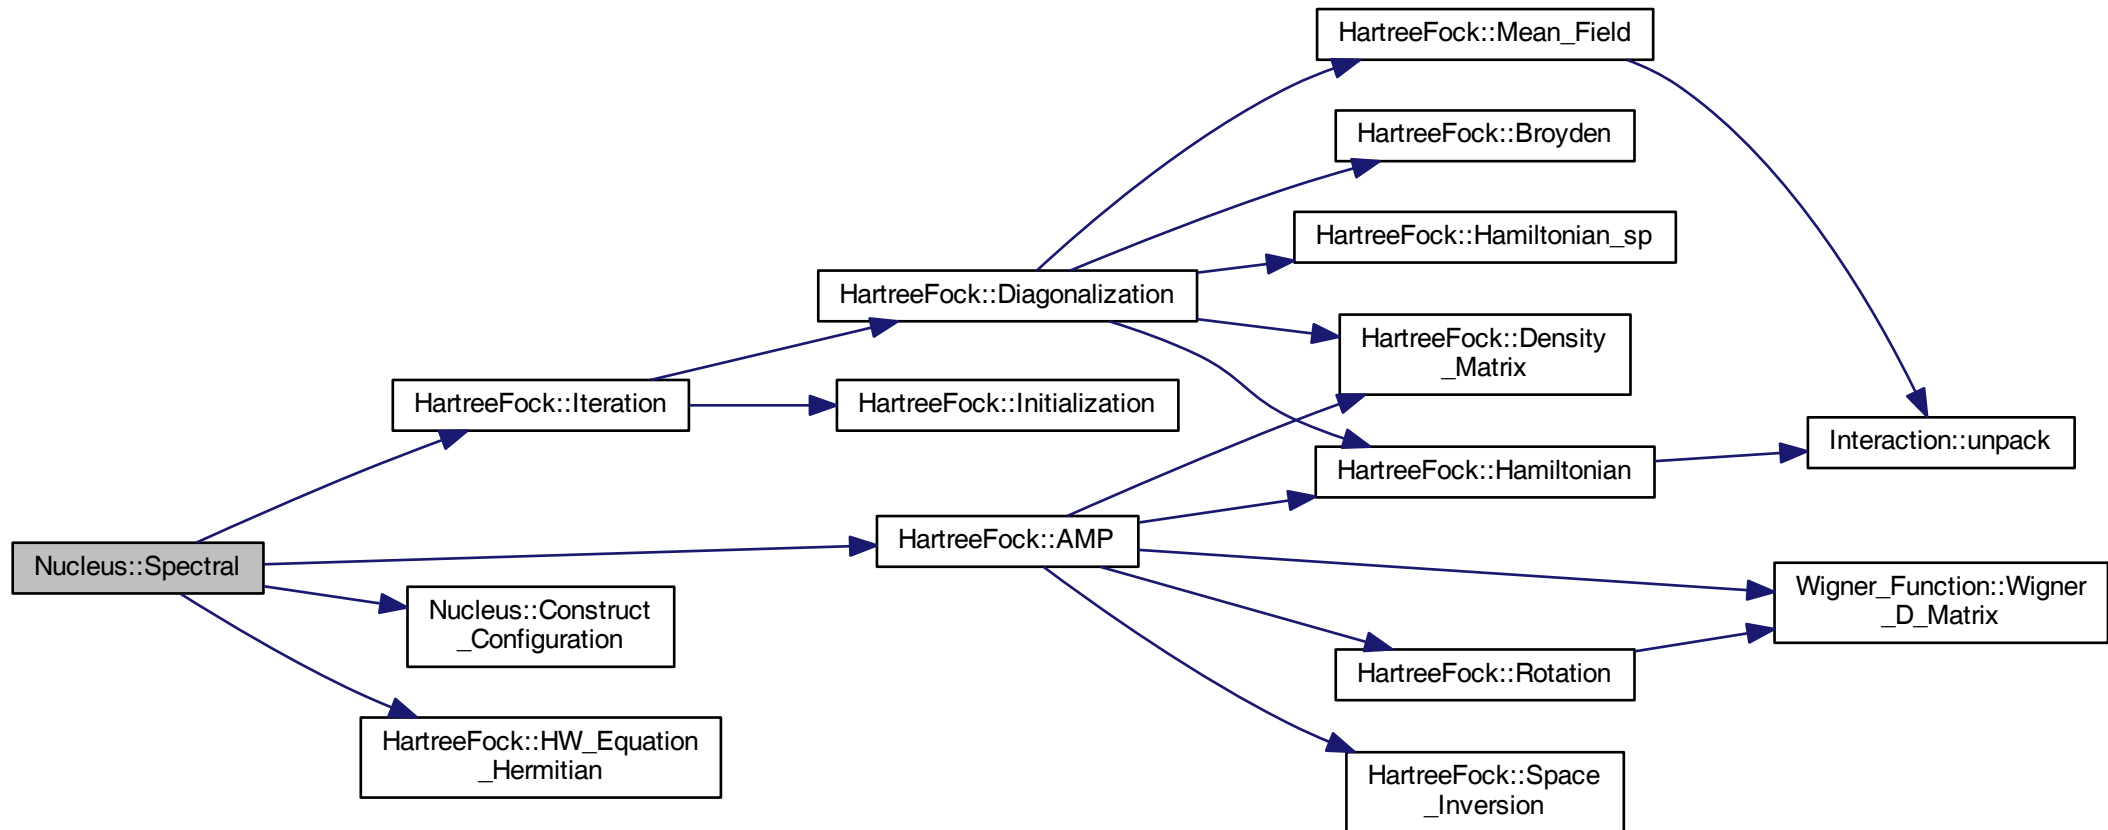 HartreeFock::Mean_Field
HartreeFock::Broyden
HartreeFock::Hamiltonian_sp
HartreeFock::Diagonalization
HartreeFock::Density
_Matrix
HartreeFock::Iteration
HartreeFock::Initialization
Interaction::unpack
HartreeFock::Hamiltonian
HartreeFock::AMP
Nucleus::Spectral
Wigner_Function::Wigner
_D_Matrix
Nucleus::Construct
_Configuration
HartreeFock::Rotation
HartreeFock::HW_Equation
_Hermitian
HartreeFock::Space
_Inversion